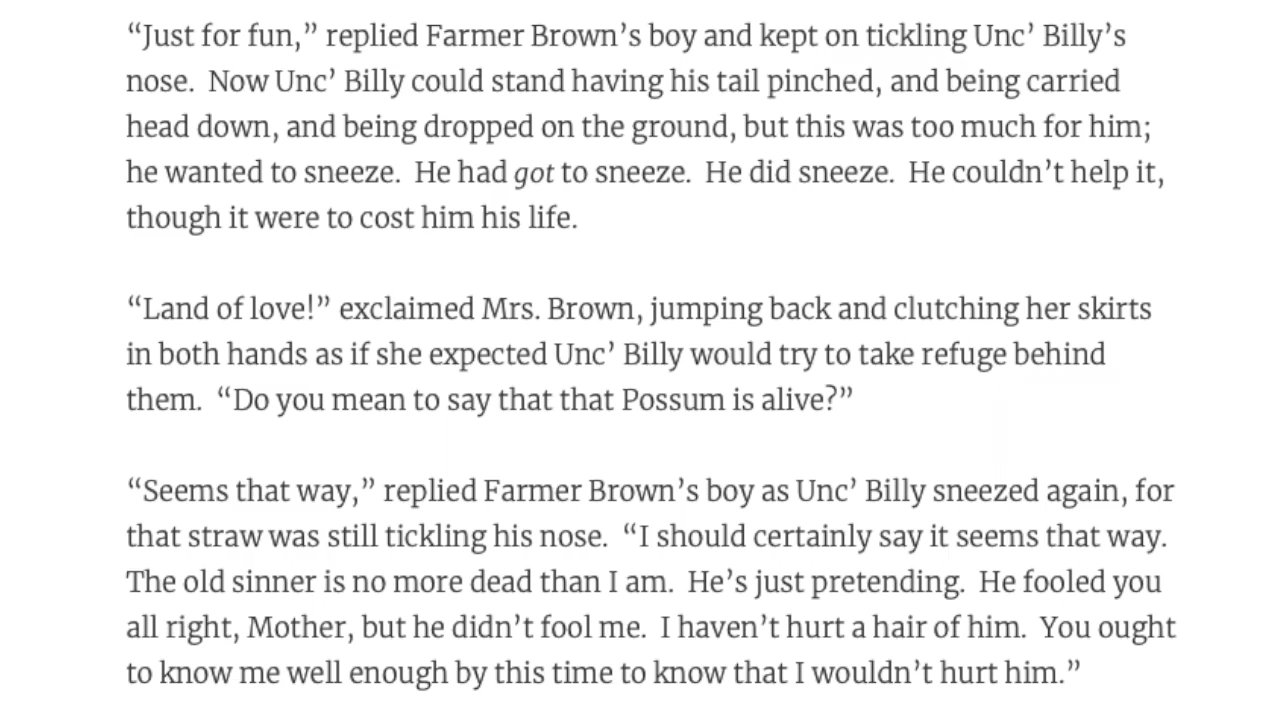 “Just for fun,” replied Farmer Brown’s boy and kept on tickling Unc’ Billy’s
nose.  Now Unc’ Billy could stand having his tail pinched, and being carried
head down, and being dropped on the ground, but this was too much for him;
he wanted to sneeze.  He had got to sneeze.  He did sneeze.  He couldn’t help it,
though it were to cost him his life.
“Land of love!” exclaimed Mrs. Brown, jumping back and clutching her skirts
in both hands as if she expected Unc’ Billy would try to take refuge behind
them.  “Do you mean to say that that Possum is alive?”
“Seems that way,” replied Farmer Brown’s boy as Unc’ Billy sneezed again, for
that straw was still tickling his nose.  “I should certainly say it seems that way.
The old sinner is no more dead than I am.  He’s just pretending.  He fooled you
all right, Mother, but he didn’t fool me.  I haven’t hurt a hair of him.  You ought
to know me well enough by this time to know that I wouldn’t hurt him.”